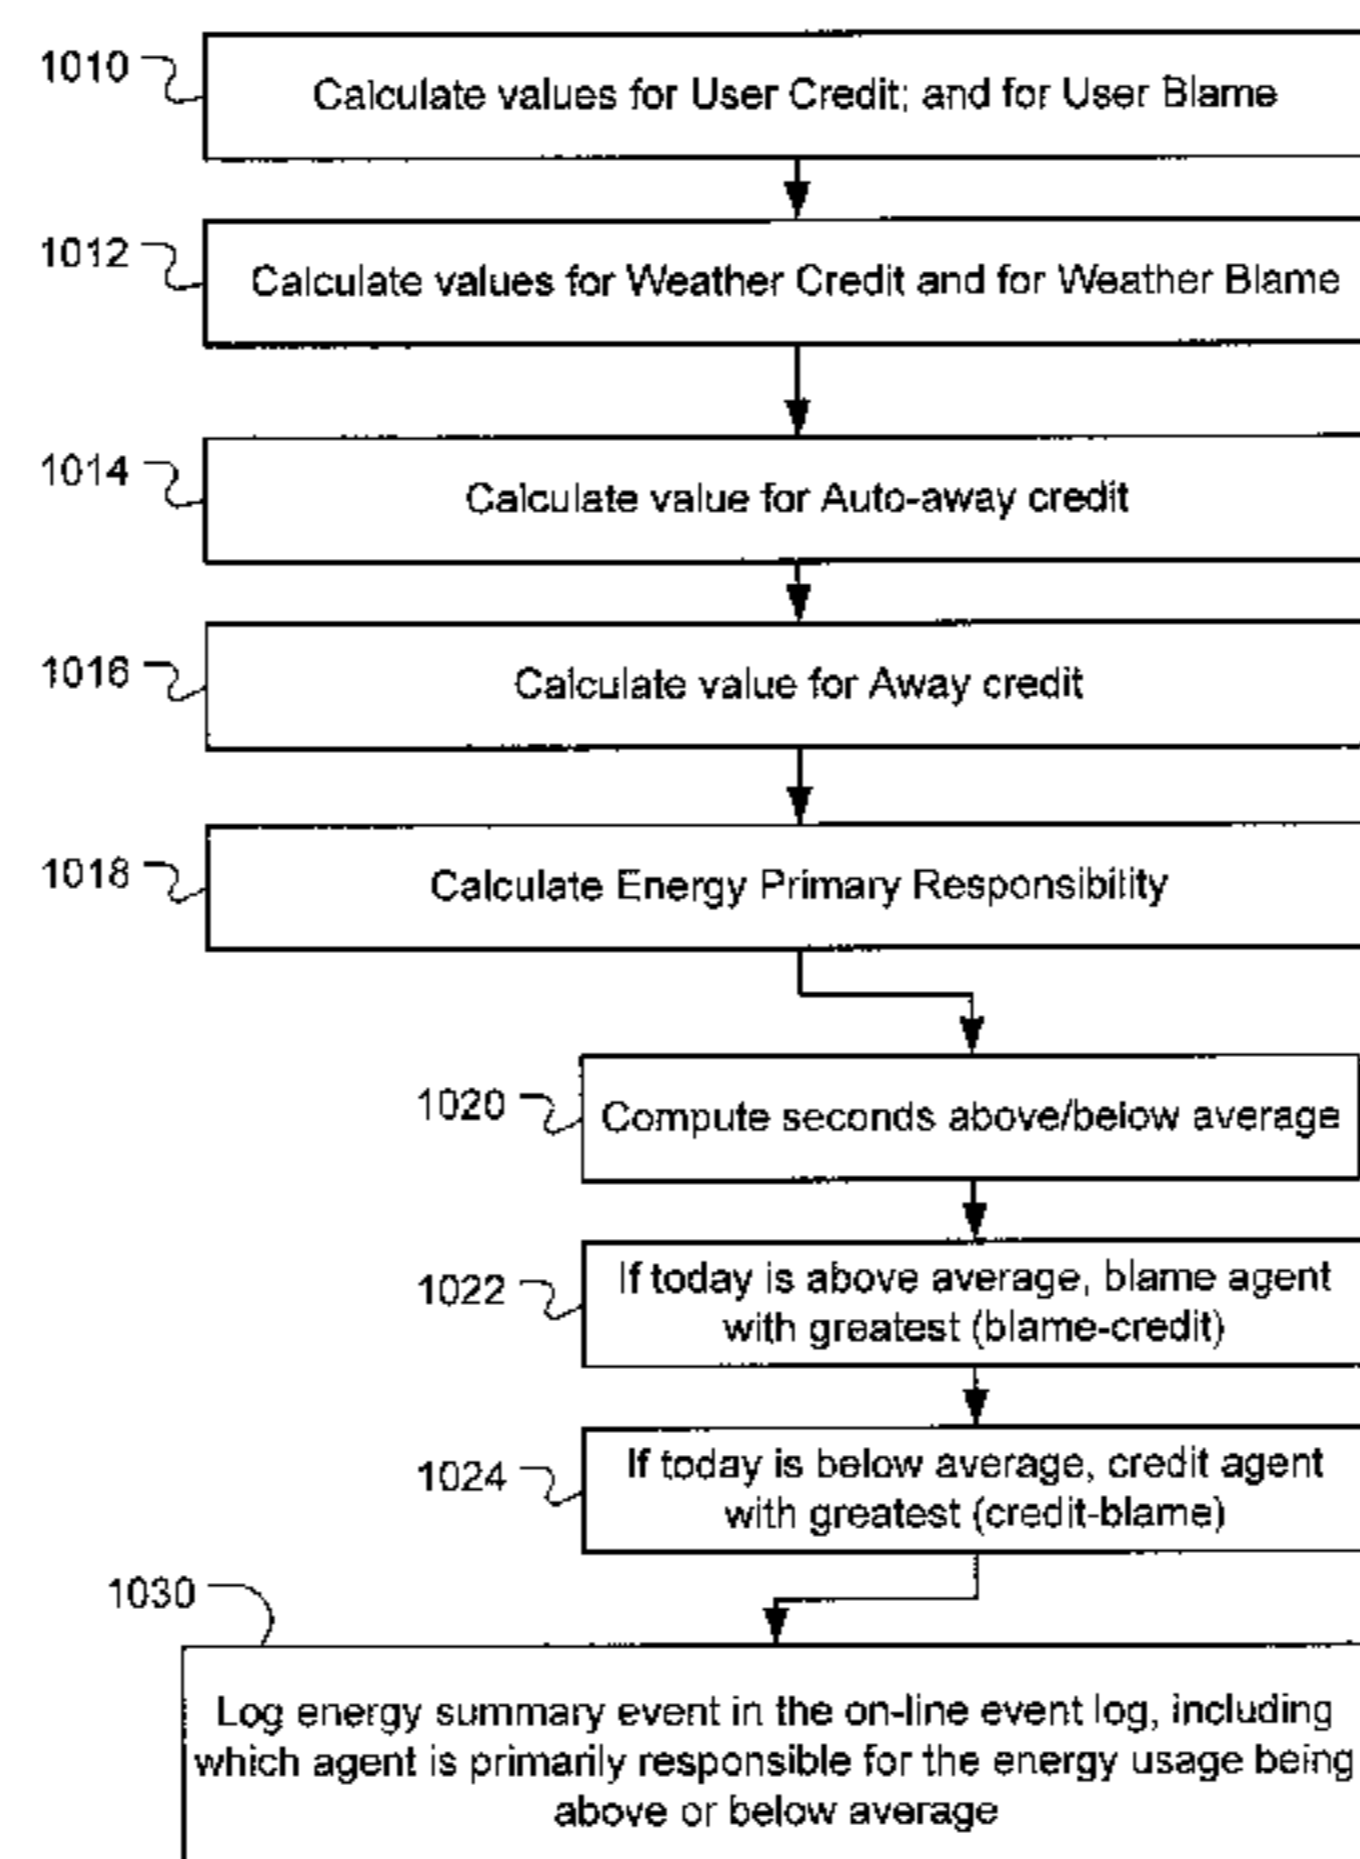 1010
Calculate values for User Credit; and for User Blame
1012
Calculate values for Weather Credit and for Weather Blame
1014
Calculate value for Auto-away credit
1016
Calculate value for Away credit
1018
Calculate Energy Primary Responsibility
1020
Compute seconds above/below average
1022
If today is above average, blame agent
with greatest (blame-credit)
1024
If today is below average, credit agent
with greatest (credit-blame)
1030
Log energy summary event in the on-line event log, including
which agent is primarily responsible for the energy usage being
above or below average